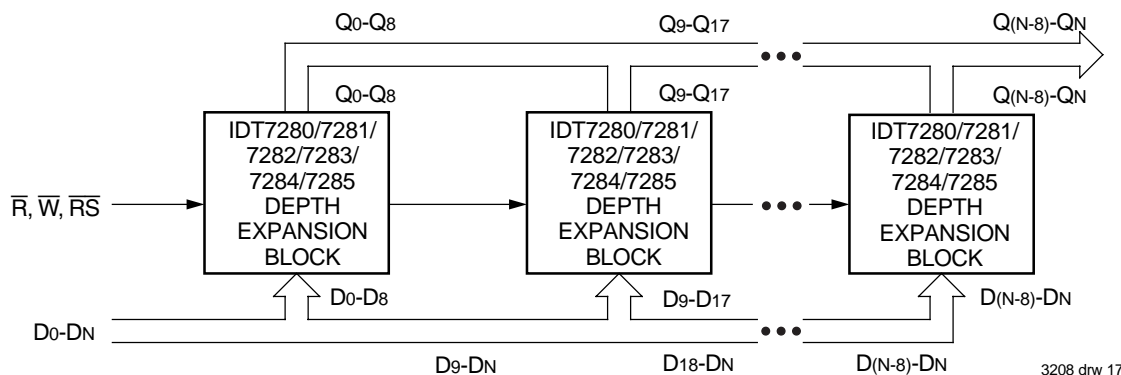 Q0-Q8 Q9-Q17 Q(N-8)-QN
Q0-Q8 Q9-Q17 Q(N-8)-QN
IDT7280/7281/
7282/7283/
7284/7285
DEPTH
EXPANSION
BLOCK
IDT7280/7281/
7282/7283/
7284/7285
DEPTH
EXPANSION
BLOCK
IDT7280/7281/
7282/7283/
7284/7285
DEPTH
EXPANSION
BLOCK
R̅, W̅, R̅S̅
D0-D8 D9-D17 D(N-8)-DN
D0-DN
D9-DN D18-DN D(N-8)-DN
3208 drw 17